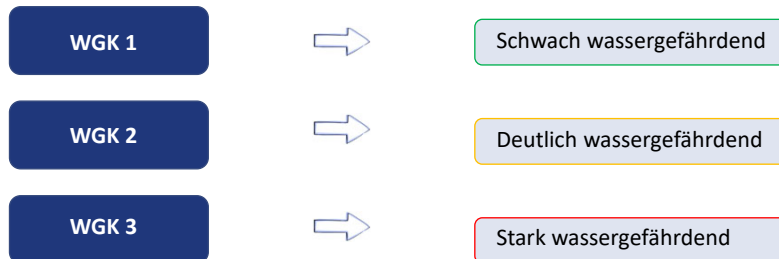 WGK 1
Schwach wassergefährdend
WGK 2
Deutlich wassergefährdend
WGK 3
Stark wassergefährdend